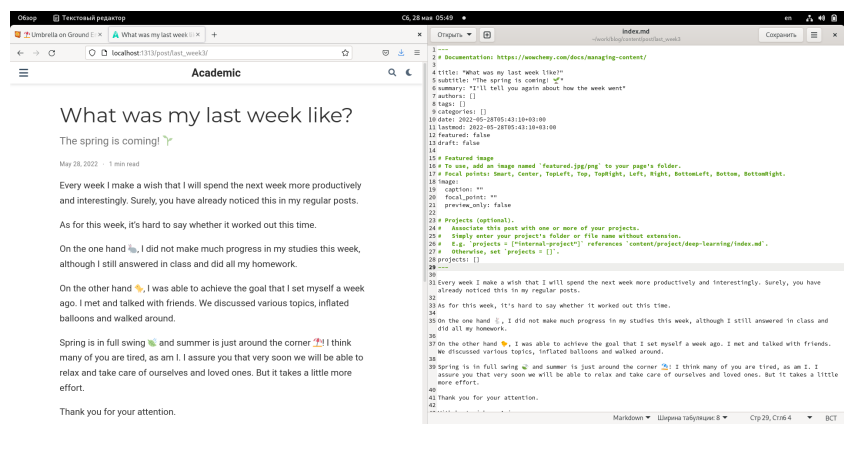 Обзор
Текстовый редактор
Сб, 28 мая 05:49
en
Umbrella on Ground E
What was my last week li
localhost:1313/post/last_week3/
Academic
What was my last week like?
The spring is coming! 🌱
May 28, 2022 · 1 min read
Every week I make a wish that I will spend the next week more productively
and interestingly. Surely, you have already noticed this in my regular posts.
As for this week, it's hard to say whether it worked out this time.
On the one hand, I did not make much progress in my studies this week,
although I still answered in class and did all my homework.
On the other hand, I was able to achieve the goal that I set myself a week
ago. I met and talked with friends. We discussed various topics, inflated
balloons and walked around.
Spring is in full swing 🍃 and summer is just around the corner ⛱! I think
many of you are tired, as am I. I assure you that very soon we will be able to
relax and take care of ourselves and loved ones. But it takes a little more
effort.
Thank you for your attention.
Открыть
index.md
~/work/blog/content/post/last_week3
Сохранить
1 ---
2 # Documentation: https://wowchemy.com/docs/managing-content/
3
4 title: "What was my last week like?"
5 subtitle: "The spring is coming! 🌱"
6 summary: "I'll tell you again about how the week went"
7 authors: []
8 tags: []
9 categories: []
10 date: 2022-05-28T05:43:10+03:00
11 lastmod: 2022-05-28T05:43:10+03:00
12 featured: false
13 draft: false
14
15 # Featured image
16 # To use, add an image named `featured.jpg/png` to your page's folder.
17 # Focal points: Smart, Center, TopLeft, Top, TopRight, Left, Right, BottomLeft, Bottom, BottomRight.
18 image:
19   caption: ""
20   focal_point: ""
21   preview_only: false
22
23 # Projects (optional).
24 #   Associate this post with one or more of your projects.
25 #   Simply enter your project's folder or file name without extension.
26 #   E.g. `projects = ["internal-project"]` references `content/project/deep-learning/index.md`.
27 #   Otherwise, set `projects = []`.
28 projects: []
29 ---
30
31 Every week I make a wish that I will spend the next week more productively and interestingly. Surely, you have
already noticed this in my regular posts.
32
33 As for this week, it's hard to say whether it worked out this time.
34
35 On the one hand, I did not make much progress in my studies this week, although I still answered in class and
did all my homework.
36
37 On the other hand, I was able to achieve the goal that I set myself a week ago. I met and talked with friends.
We discussed various topics, inflated balloons and walked around.
38
39 Spring is in full swing 🍃 and summer is just around the corner ⛱! I think many of you are tired, as am I. I
assure you that very soon we will be able to relax and take care of ourselves and loved ones. But it takes a little
more effort.
40
41 Thank you for your attention.
42
Markdown
Ширина табуляции: 8
Стр 29, Стлб 4
ВСТ